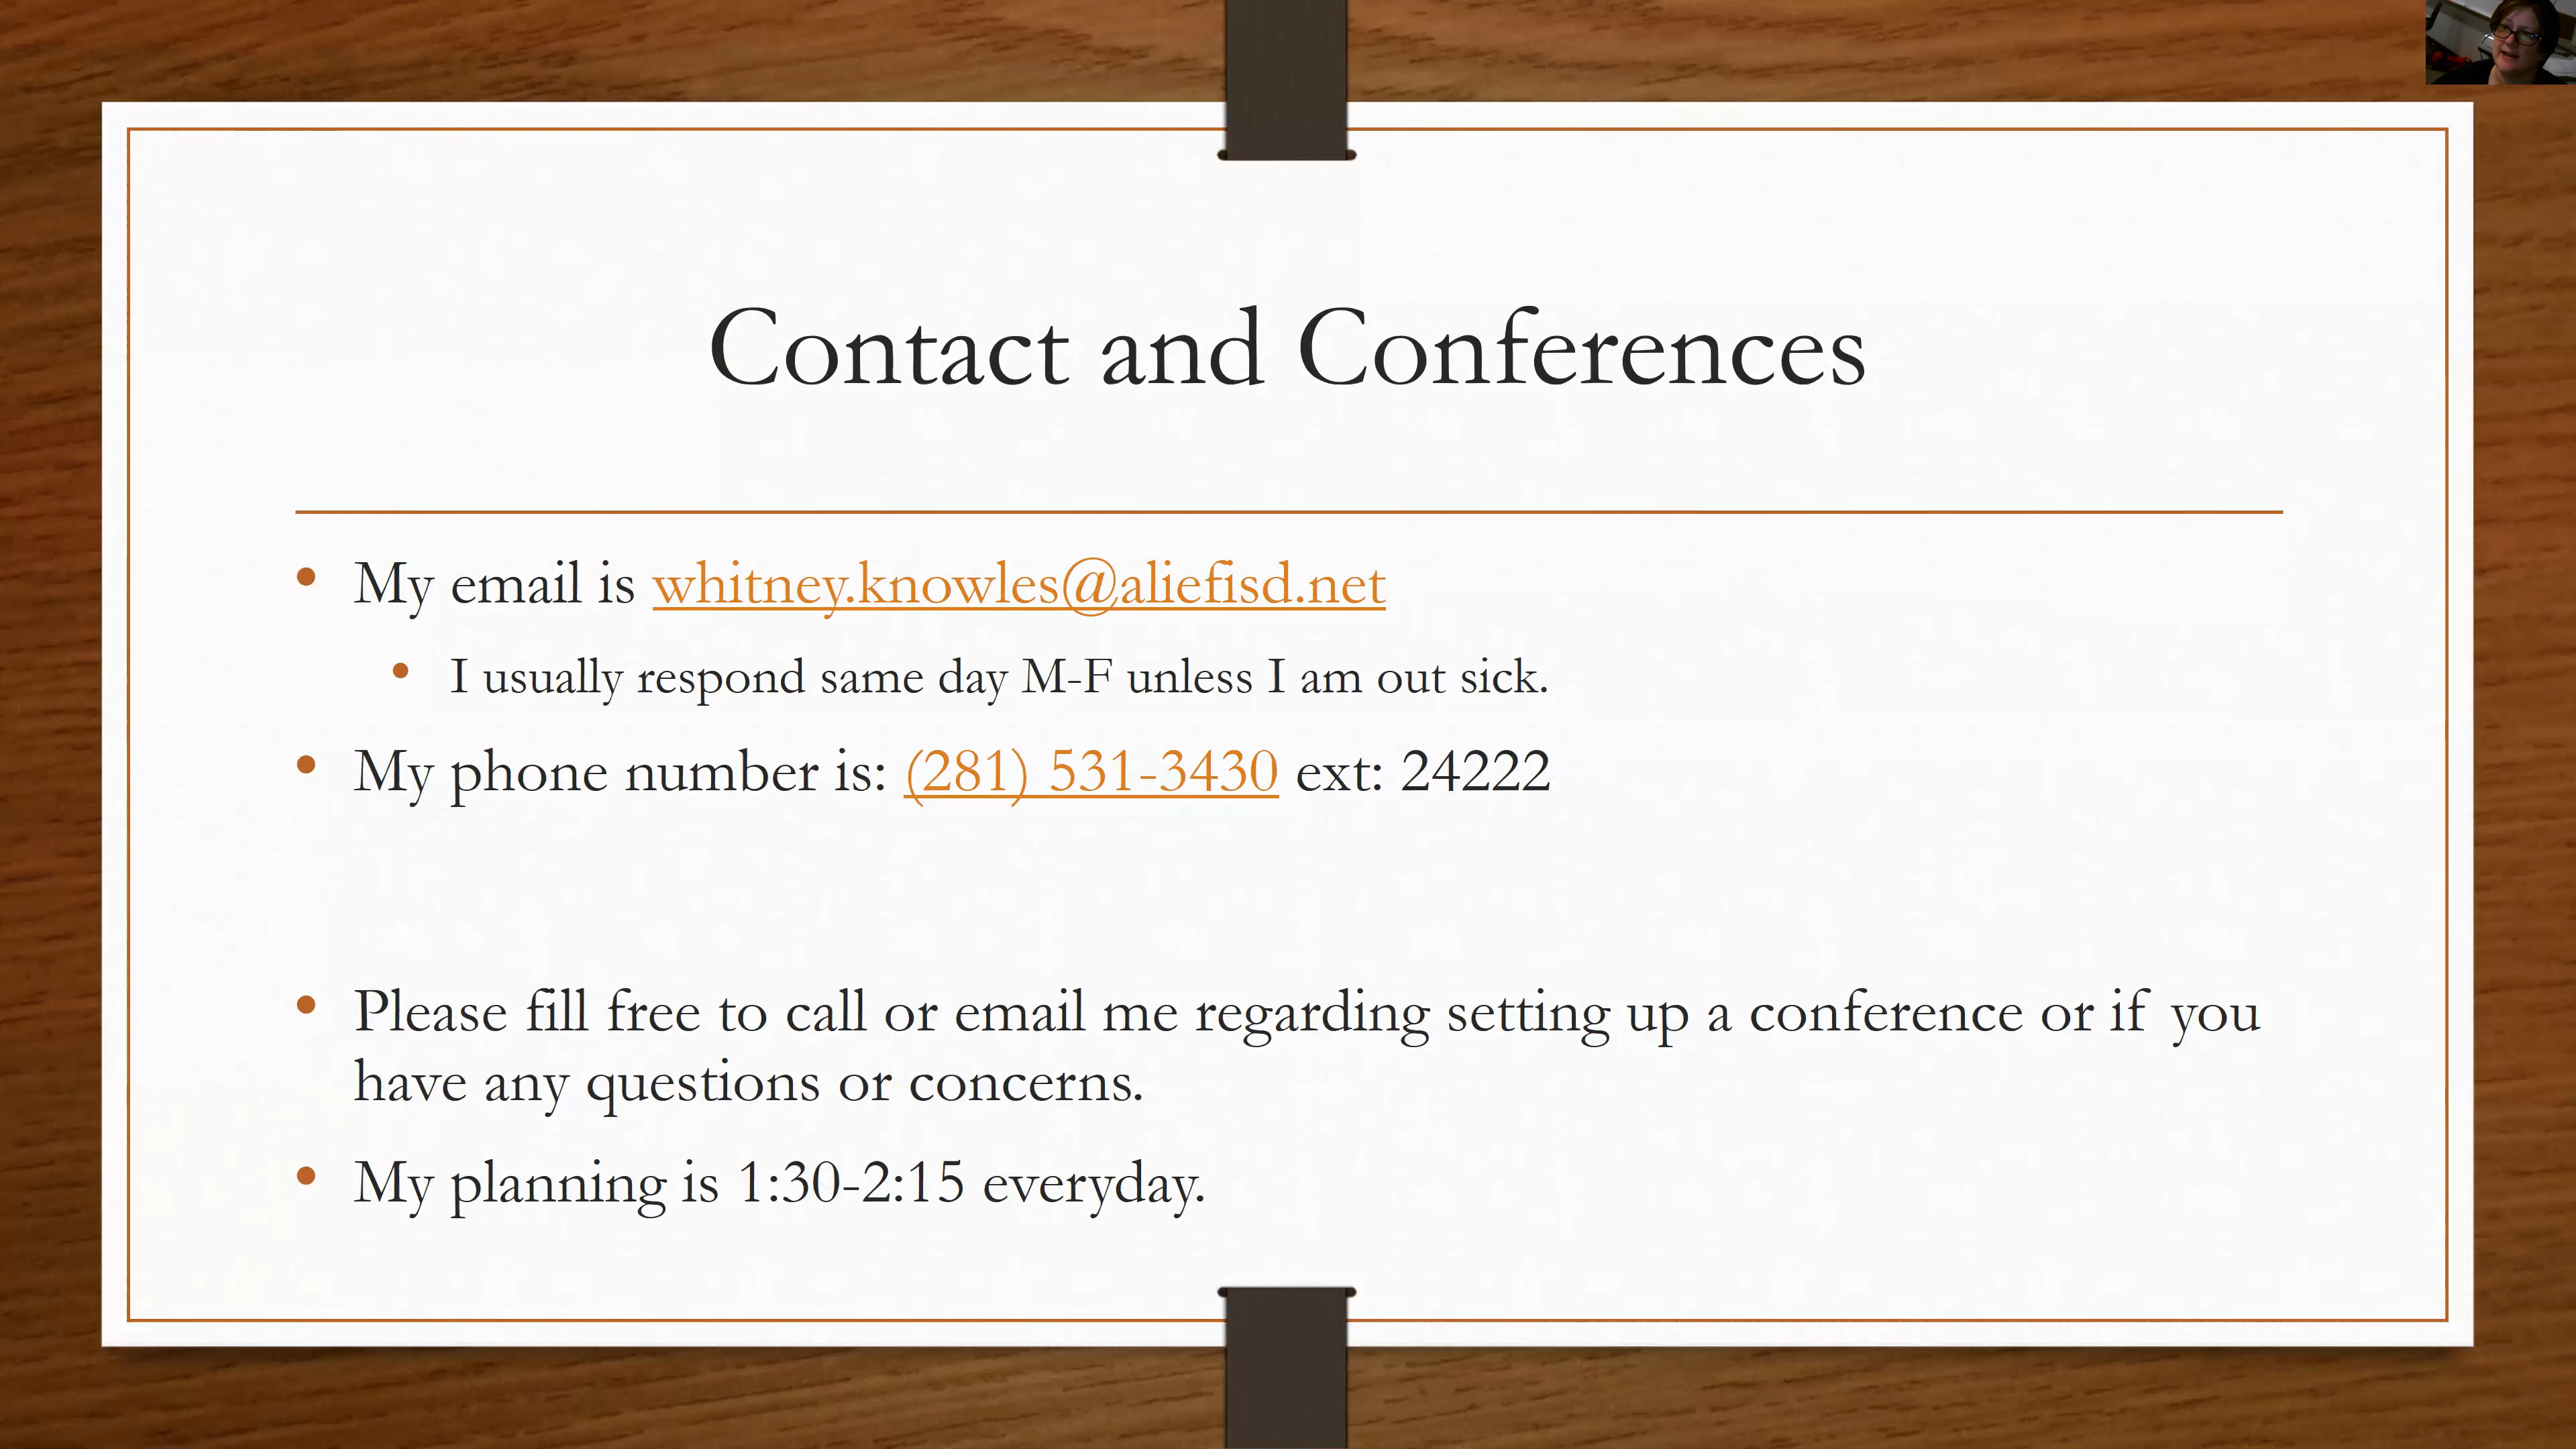 Contact and Conferences
• My email is whitney.knowles@aliefisd.net
• I usually respond same day M-F unless I am out sick.
• My phone number is: (281) 531-3430 ext: 24222
• Please fill free to call or email me regarding setting up a conference or if you
have any questions or concerns.
• My planning is 1:30-2:15 everyday.